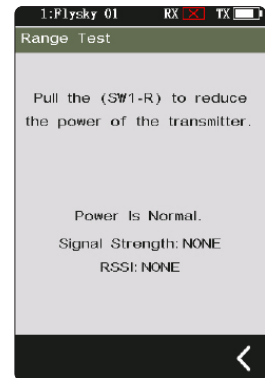 1:Flysky 01 RX TX
Range Test
Pull the (SW1-R) to reduce
the power of the transmitter.
Power Is Normal.
Signal Strength: NONE
RSSI: NONE